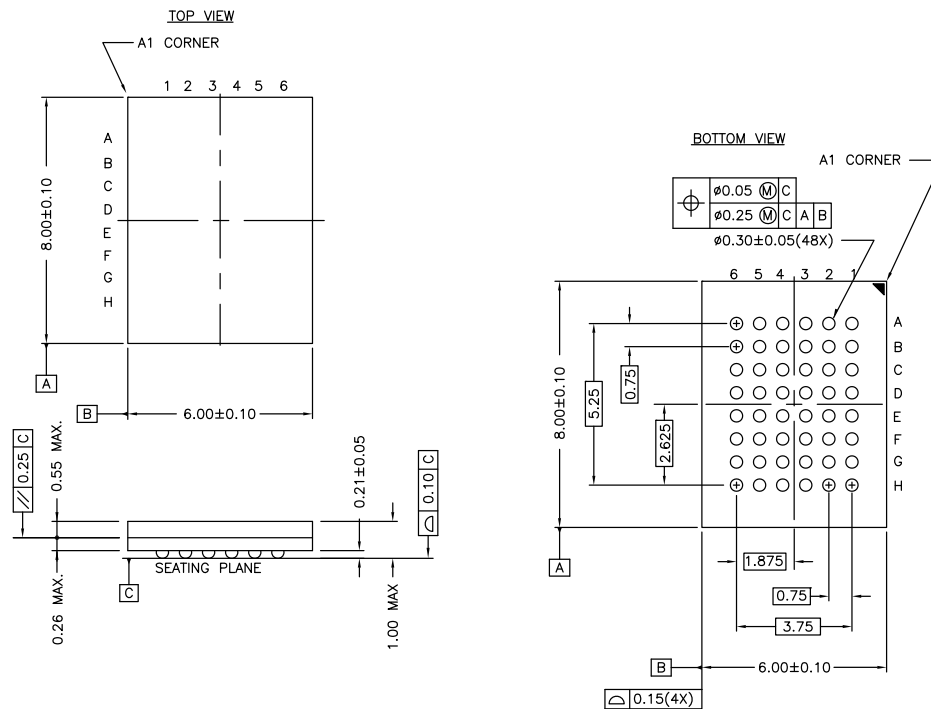 TOP VIEW
A1 CORNER
1 2 3 4 5 6
A
B
C
D
E
F
G
H
8.00±0.10
A
B
6.00±0.10
// 0.25 C
0.55 MAX.
0.26 MAX.
0.21±0.05
⌓ 0.10 C
1.00 MAX
SEATING PLANE
C
BOTTOM VIEW
A1 CORNER
⌖ ø0.05 Ⓜ C
ø0.25 Ⓜ C A B
ø0.30±0.05(48X)
6 5 4 3 2 1
A
B
C
D
E
F
G
H
8.00±0.10
5.25
0.75
2.625
A
1.875
0.75
3.75
B
6.00±0.10
⌓ 0.15(4X)